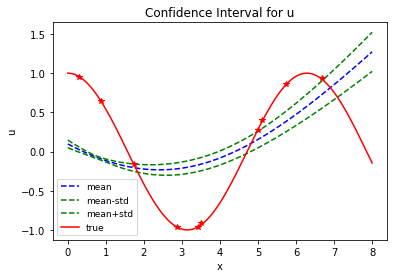 Confidence Interval for u
1.5
1.0
0.5
0.0
−0.5
−1.0
u
mean
mean-std
mean+std
true
0 1 2 3 4 5 6 7 8
x